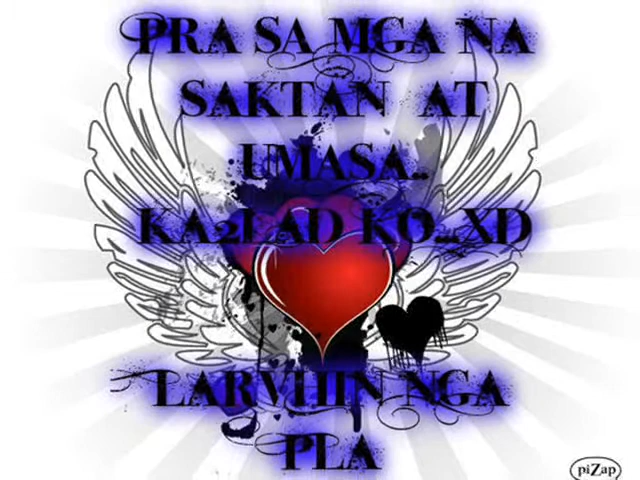 PRA SA MGA NA
SAKTAN AT
UMASA..
KA2LAD KO...XD
LARVHIN NGA
PLA
piZap